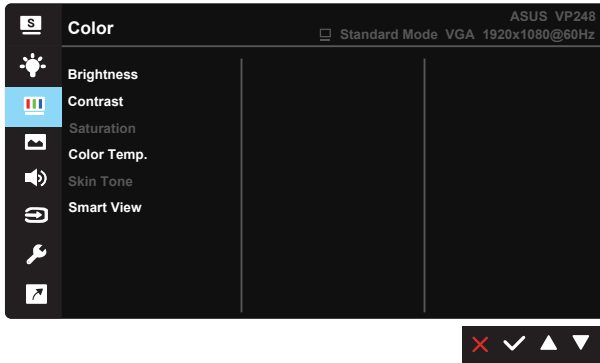 S
Color
ASUS VP248
Standard Mode VGA 1920x1080@60Hz
Brightness
Contrast
Saturation
Color Temp.
Skin Tone
Smart View